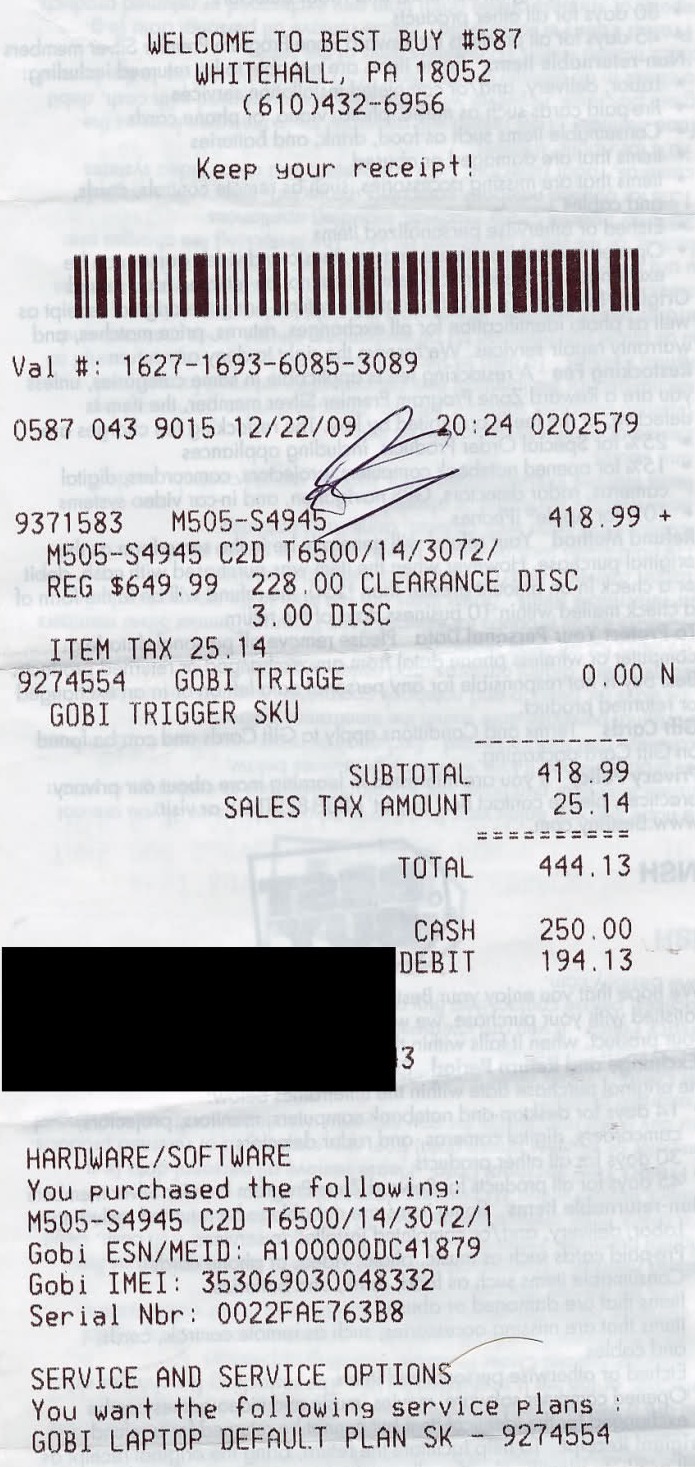 WELCOME TO BEST BUY #587
WHITEHALL, PA 18052
(610)432-6956
Keep your receipt!
Val #: 1627-1693-6085-3089
0587 043 9015 12/22/09 20:24 0202579
9371583 M505-S4945 418.99 +
M505-S4945 C2D T6500/14/3072/
REG $649.99 228.00 CLEARANCE DISC
3.00 DISC
ITEM TAX 25.14
9274554 GOBI TRIGGE 0.00 N
GOBI TRIGGER SKU
----------
SUBTOTAL 418.99
SALES TAX AMOUNT 25.14
==========
TOTAL 444.13
CASH 250.00
DEBIT 194.13
HARDWARE/SOFTWARE
You purchased the following:
M505-S4945 C2D T6500/14/3072/1
Gobi ESN/MEID: A100000DC41879
Gobi IMEI: 353069030048332
Serial Nbr: 0022FAE763B8
SERVICE AND SERVICE OPTIONS
You want the following service plans :
GOBI LAPTOP DEFAULT PLAN SK - 9274554